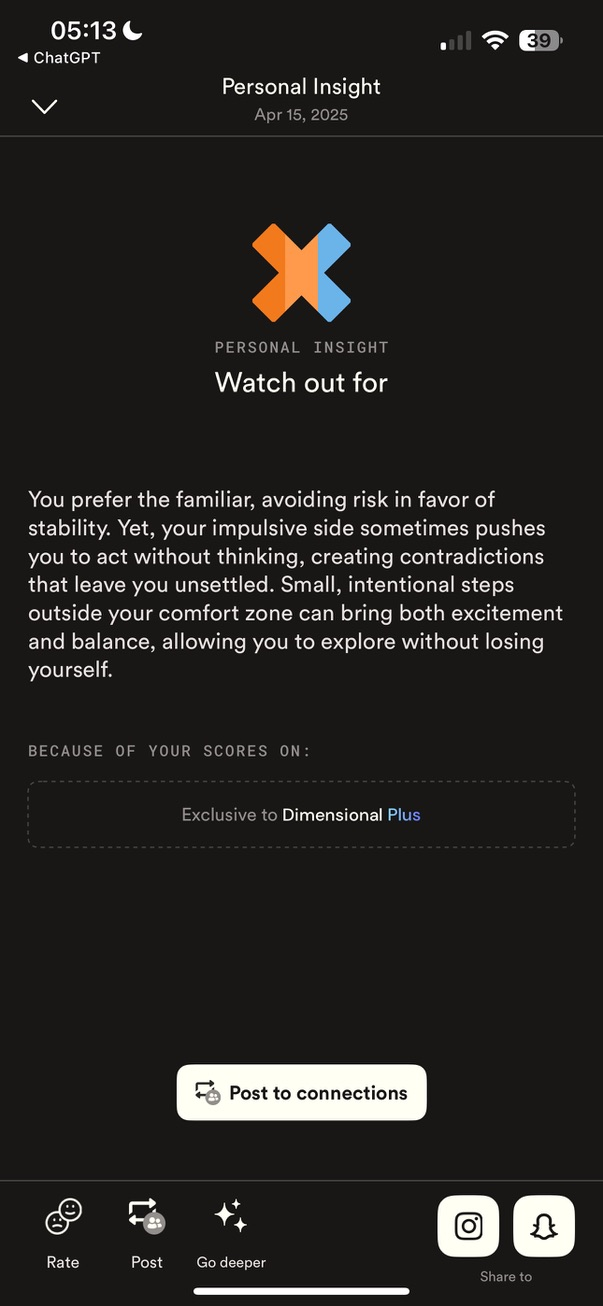 05:13
39
◀ ChatGPT
Personal Insight
Apr 15, 2025
PERSONAL INSIGHT
Watch out for
You prefer the familiar, avoiding risk in favor of
stability. Yet, your impulsive side sometimes pushes
you to act without thinking, creating contradictions
that leave you unsettled. Small, intentional steps
outside your comfort zone can bring both excitement
and balance, allowing you to explore without losing
yourself.
BECAUSE OF YOUR SCORES ON:
Exclusive to Dimensional Plus
Post to connections
Rate
Post
Go deeper
Share to